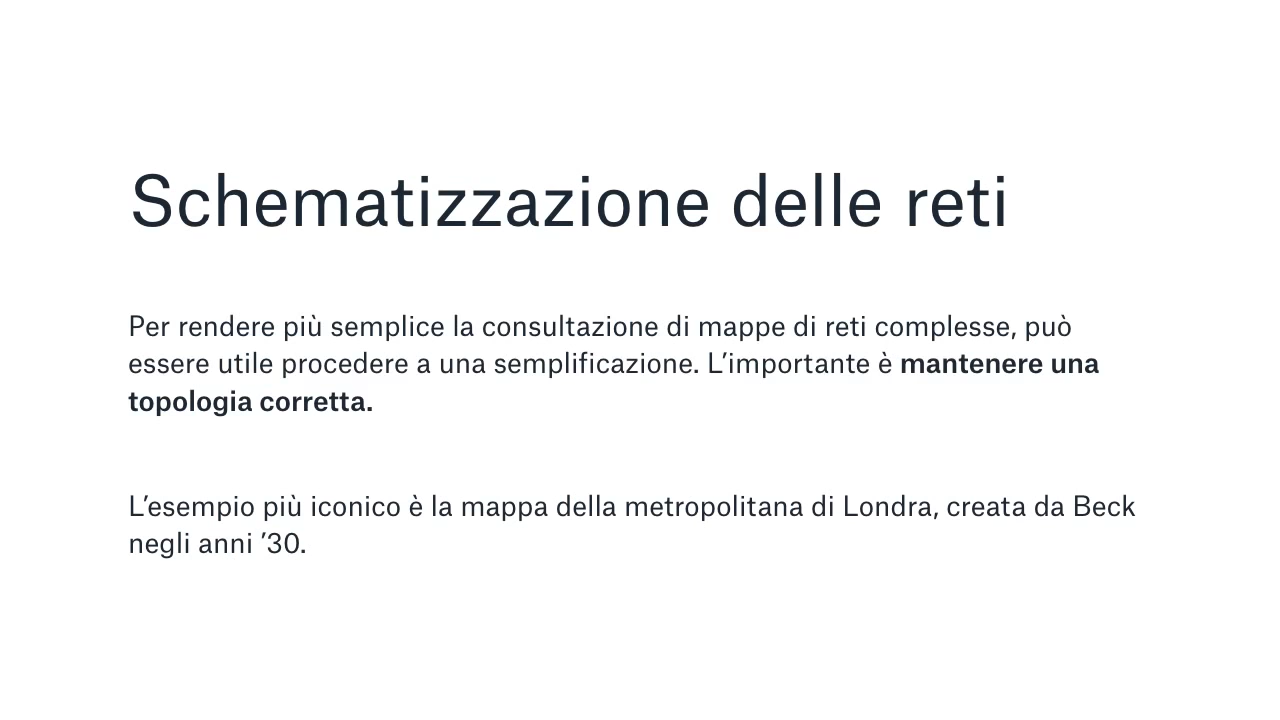 Schematizzazione delle reti
Per rendere più semplice la consultazione di mappe di reti complesse, può
essere utile procedere a una semplificazione. L’importante è mantenere una
topologia corretta.
L’esempio più iconico è la mappa della metropolitana di Londra, creata da Beck
negli anni ’30.